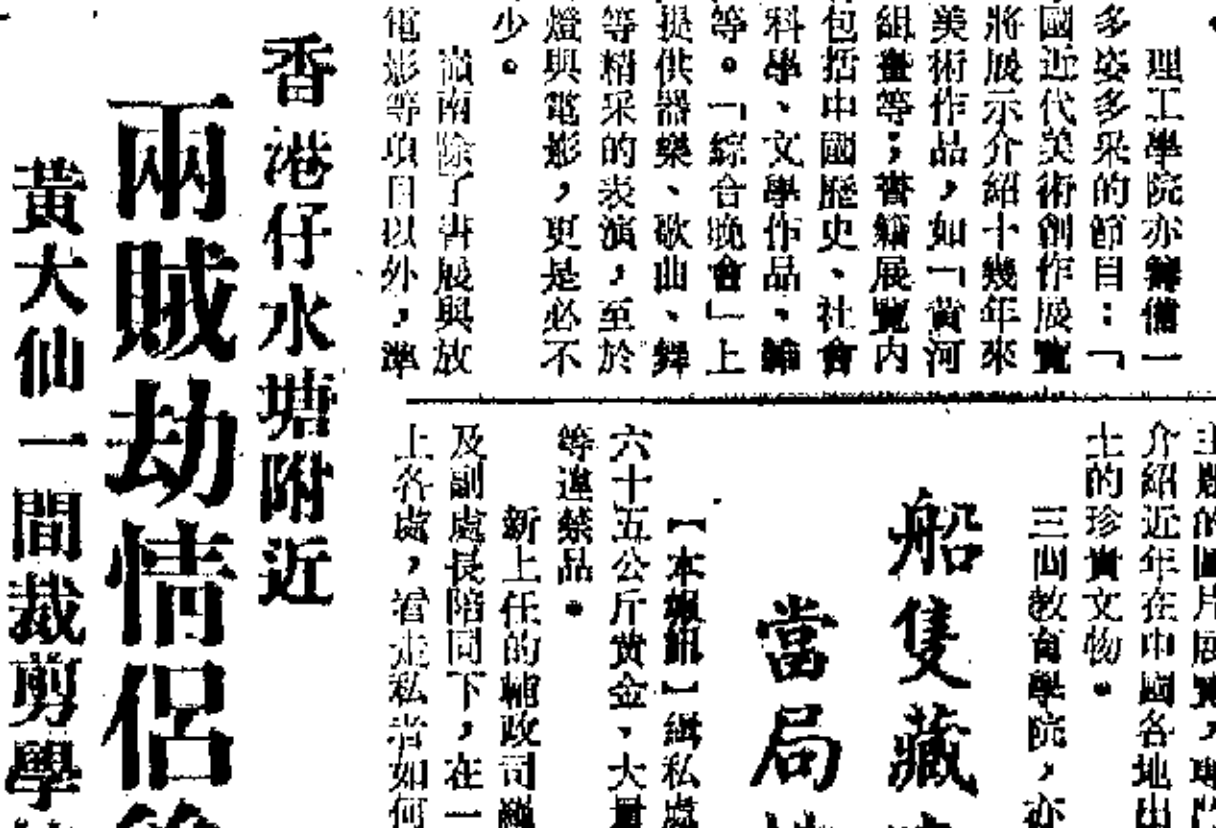 理工學院亦籌備一
多姿多采的節目：「
國近代美術創作展覽
將展示介紹十幾年來
美術作品，如「黃河
組畫等；書籍展覽內
包括中國歷史、社會
科學、文學作品、
等。「綜合晚會」上
提供器樂、歌曲、舞
等精采的表演，至於
燈與電影，更是必不
少。
嶺南除了書展與放
電影等項目以外，準
香港仔水塘附近
兩賊劫情侶
黃大仙一間裁剪學
主題的圖片展覽，專門
介紹近年在中國各地出
土的珍貴文物。
三間教育學院，亦
船隻藏
當局
【本報訊】緝私處
六十五公斤黃金、大量
等違禁品。
新上任的輔政司羅
及副處長陪同下，在一
上各處，看走私者如何